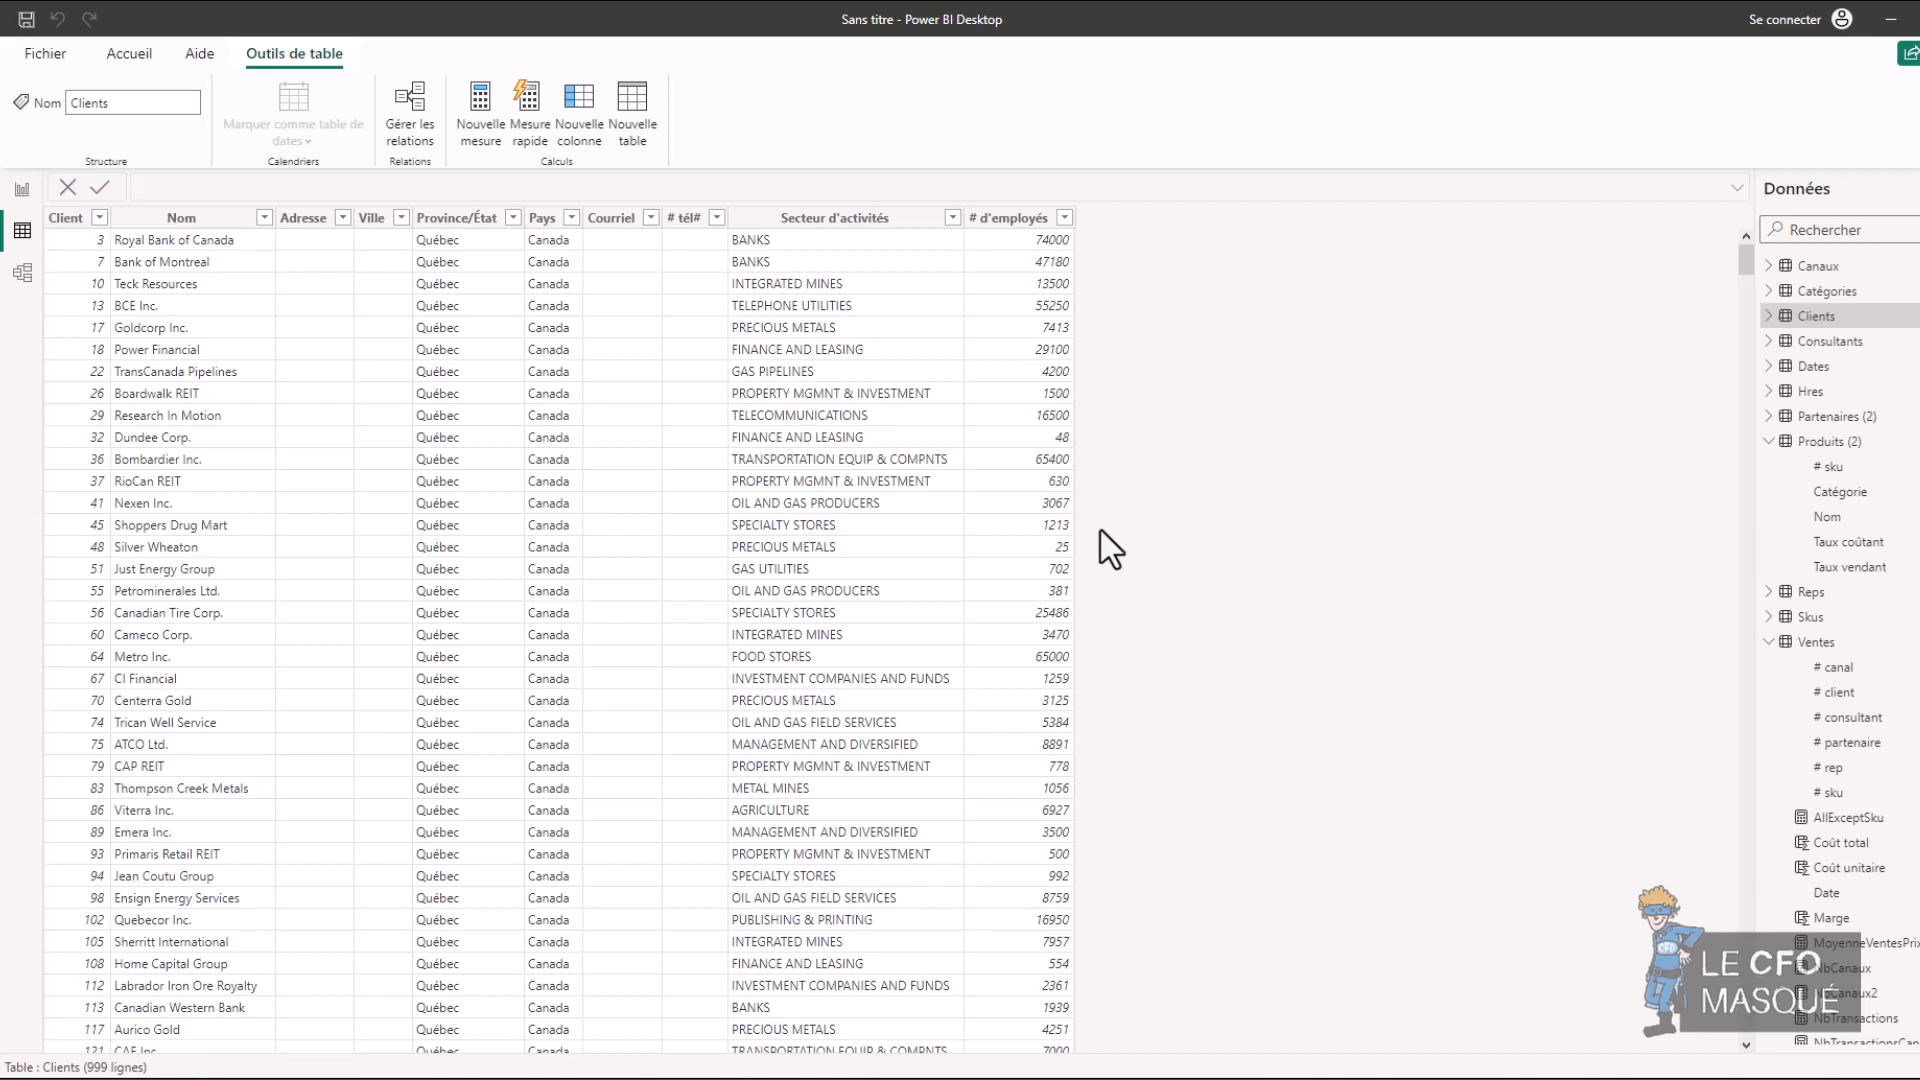 Sans titre - Power BI Desktop
Se connecter
Fichier Accueil Aide Outils de table
Nom Clients
Marquer comme table de dates
Gérer les relations
Nouvelle mesure
Mesure rapide
Nouvelle colonne
Nouvelle table
Structure Calendriers Relations Calculs
Client Nom Adresse Ville Province/État Pays Courriel # tél# Secteur d'activités # d'employés
3 Royal Bank of Canada Québec Canada BANKS 74000
7 Bank of Montreal Québec Canada BANKS 47180
10 Teck Resources Québec Canada INTEGRATED MINES 13500
13 BCE Inc. Québec Canada TELEPHONE UTILITIES 55250
17 Goldcorp Inc. Québec Canada PRECIOUS METALS 7413
18 Power Financial Québec Canada FINANCE AND LEASING 29100
22 TransCanada Pipelines Québec Canada GAS PIPELINES 4200
26 Boardwalk REIT Québec Canada PROPERTY MGMNT & INVESTMENT 1500
29 Research In Motion Québec Canada TELECOMMUNICATIONS 16500
32 Dundee Corp. Québec Canada FINANCE AND LEASING 48
36 Bombardier Inc. Québec Canada TRANSPORTATION EQUIP & COMPNTS 65400
37 RioCan REIT Québec Canada PROPERTY MGMNT & INVESTMENT 630
41 Nexen Inc. Québec Canada OIL AND GAS PRODUCERS 3067
45 Shoppers Drug Mart Québec Canada SPECIALTY STORES 1213
48 Silver Wheaton Québec Canada PRECIOUS METALS 25
51 Just Energy Group Québec Canada GAS UTILITIES 702
55 Petrominerales Ltd. Québec Canada OIL AND GAS PRODUCERS 381
56 Canadian Tire Corp. Québec Canada SPECIALTY STORES 25486
60 Cameco Corp. Québec Canada INTEGRATED MINES 3470
64 Metro Inc. Québec Canada FOOD STORES 65000
67 CI Financial Québec Canada INVESTMENT COMPANIES AND FUNDS 1259
70 Centerra Gold Québec Canada PRECIOUS METALS 3125
74 Trican Well Service Québec Canada OIL AND GAS FIELD SERVICES 5384
75 ATCO Ltd. Québec Canada MANAGEMENT AND DIVERSIFIED 8891
79 CAP REIT Québec Canada PROPERTY MGMNT & INVESTMENT 778
83 Thompson Creek Metals Québec Canada METAL MINES 1056
86 Viterra Inc. Québec Canada AGRICULTURE 6927
89 Emera Inc. Québec Canada MANAGEMENT AND DIVERSIFIED 3500
93 Primaris Retail REIT Québec Canada PROPERTY MGMNT & INVESTMENT 500
94 Jean Coutu Group Québec Canada SPECIALTY STORES 992
98 Ensign Energy Services Québec Canada OIL AND GAS FIELD SERVICES 8759
102 Quebecor Inc. Québec Canada PUBLISHING & PRINTING 16950
105 Sherritt International Québec Canada INTEGRATED MINES 7957
108 Home Capital Group Québec Canada FINANCE AND LEASING 554
112 Labrador Iron Ore Royalty Québec Canada INVESTMENT COMPANIES AND FUNDS 2361
113 Canadian Western Bank Québec Canada BANKS 1939
117 Aurico Gold Québec Canada PRECIOUS METALS 4251
121 CAE Inc. Québec Canada TRANSPORTATION EQUIP & COMPNTS 7000
Table : Clients (999 lignes)
Données
Rechercher
Canaux
Catégories
Clients
Consultants
Dates
Hres
Partenaires (2)
Produits (2)
# sku
Catégorie
Nom
Taux coûtant
Taux vendant
Reps
Skus
Ventes
# canal
# client
# consultant
# partenaire
# rep
# sku
AllExceptSku
Coût total
Coût unitaire
Date
Marge
MoyenneVentesPrix
NbCanaux
NbCanaux2
NbTransactions
NbTransactionsCan
CFO
LE CFO
MASQUÉ